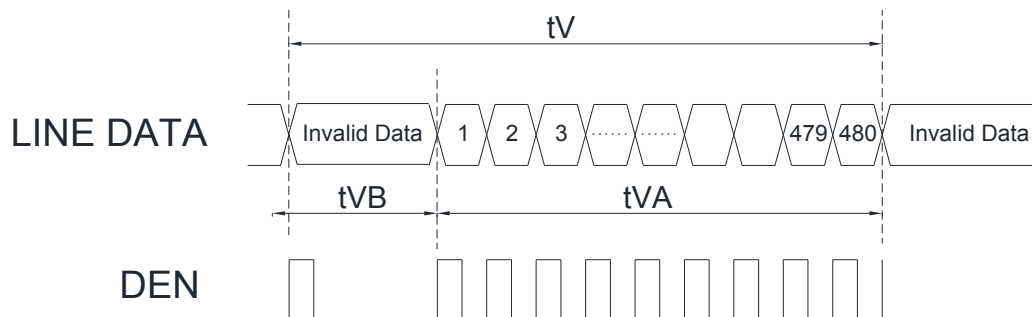 tV
LINE DATA Invalid Data 1 2 3 ...... ...... 479 480 Invalid Data
tVB tVA
DEN